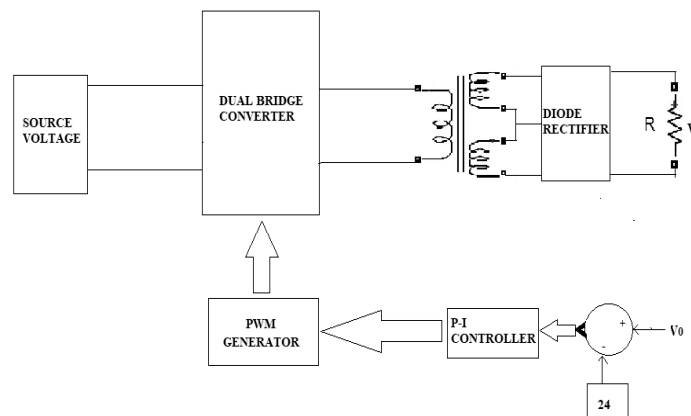 SOURCE
VOLTAGE
DUAL BRIDGE
CONVERTER
DIODE
RECTIFIER
R
V
PWM
GENERATOR
P-I
CONTROLLER
+
-
V0
24